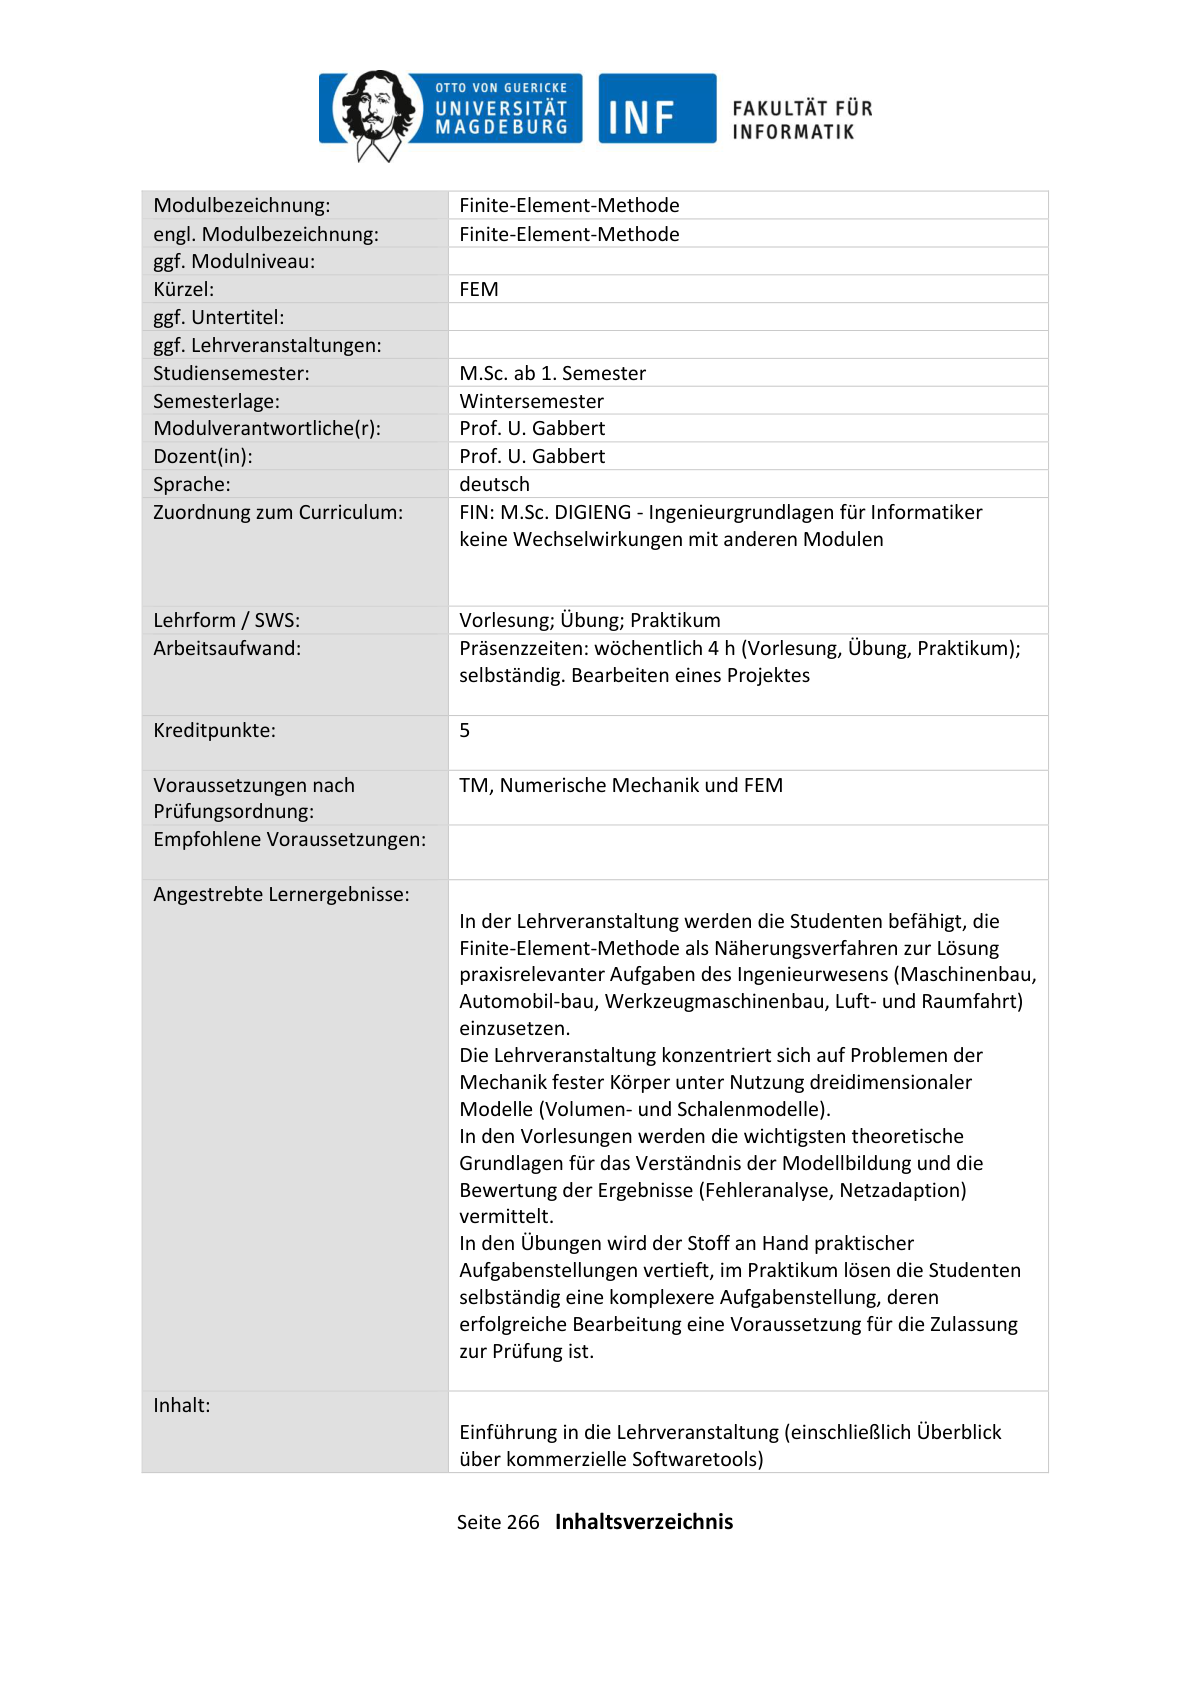 OTTO VON GUERICKE
UNIVERSITÄT
MAGDEBURG
INF
FAKULTÄT FÜR
INFORMATIK
Modulbezeichnung: Finite-Element-Methode
engl. Modulbezeichnung: Finite-Element-Methode
ggf. Modulniveau:
Kürzel: FEM
ggf. Untertitel:
ggf. Lehrveranstaltungen:
Studiensemester: M.Sc. ab 1. Semester
Semesterlage: Wintersemester
Modulverantwortliche(r): Prof. U. Gabbert
Dozent(in): Prof. U. Gabbert
Sprache: deutsch
Zuordnung zum Curriculum: FIN: M.Sc. DIGIENG - Ingenieurgrundlagen für Informatiker
keine Wechselwirkungen mit anderen Modulen
Lehrform / SWS: Vorlesung; Übung; Praktikum
Arbeitsaufwand: Präsenzzeiten: wöchentlich 4 h (Vorlesung, Übung, Praktikum);
selbständig. Bearbeiten eines Projektes
Kreditpunkte: 5
Voraussetzungen nach TM, Numerische Mechanik und FEM
Prüfungsordnung:
Empfohlene Voraussetzungen:
Angestrebte Lernergebnisse:
In der Lehrveranstaltung werden die Studenten befähigt, die
Finite-Element-Methode als Näherungsverfahren zur Lösung
praxisrelevanter Aufgaben des Ingenieurwesens (Maschinenbau,
Automobil-bau, Werkzeugmaschinenbau, Luft- und Raumfahrt)
einzusetzen.
Die Lehrveranstaltung konzentriert sich auf Problemen der
Mechanik fester Körper unter Nutzung dreidimensionaler
Modelle (Volumen- und Schalenmodelle).
In den Vorlesungen werden die wichtigsten theoretische
Grundlagen für das Verständnis der Modellbildung und die
Bewertung der Ergebnisse (Fehleranalyse, Netzadaption)
vermittelt.
In den Übungen wird der Stoff an Hand praktischer
Aufgabenstellungen vertieft, im Praktikum lösen die Studenten
selbständig eine komplexere Aufgabenstellung, deren
erfolgreiche Bearbeitung eine Voraussetzung für die Zulassung
zur Prüfung ist.
Inhalt:
Einführung in die Lehrveranstaltung (einschließlich Überblick
über kommerzielle Softwaretools)
Seite 266 Inhaltsverzeichnis